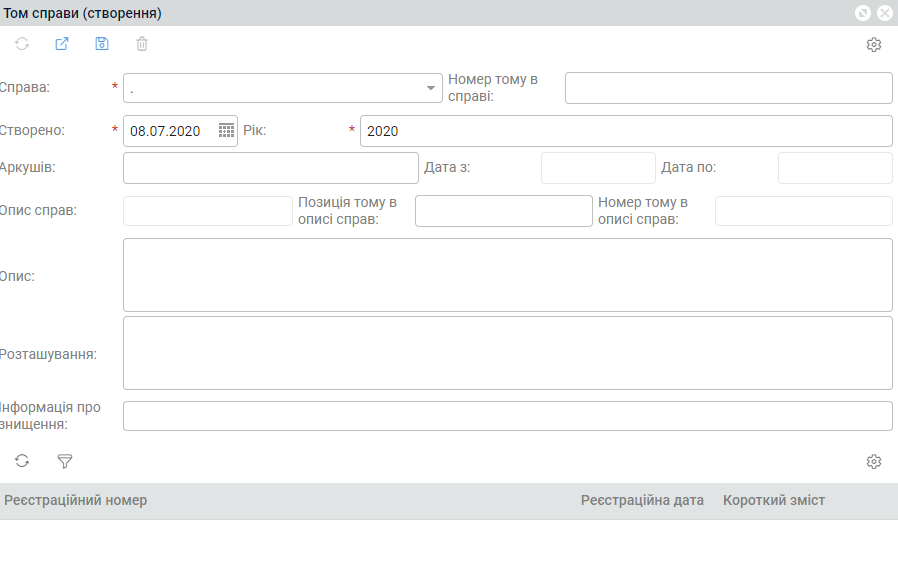 Том справи (створення)
Справа: * . Номер тому в
справі:
Створено: * 08.07.2020 Рік: * 2020
Аркушів: Дата з: Дата по:
Опис справ: Позиція тому в
описі справ: Номер тому в
описі справ:
Опис:
Розташування:
Інформація про
знищення:
Реєстраційний номер Реєстраційна дата Короткий зміст